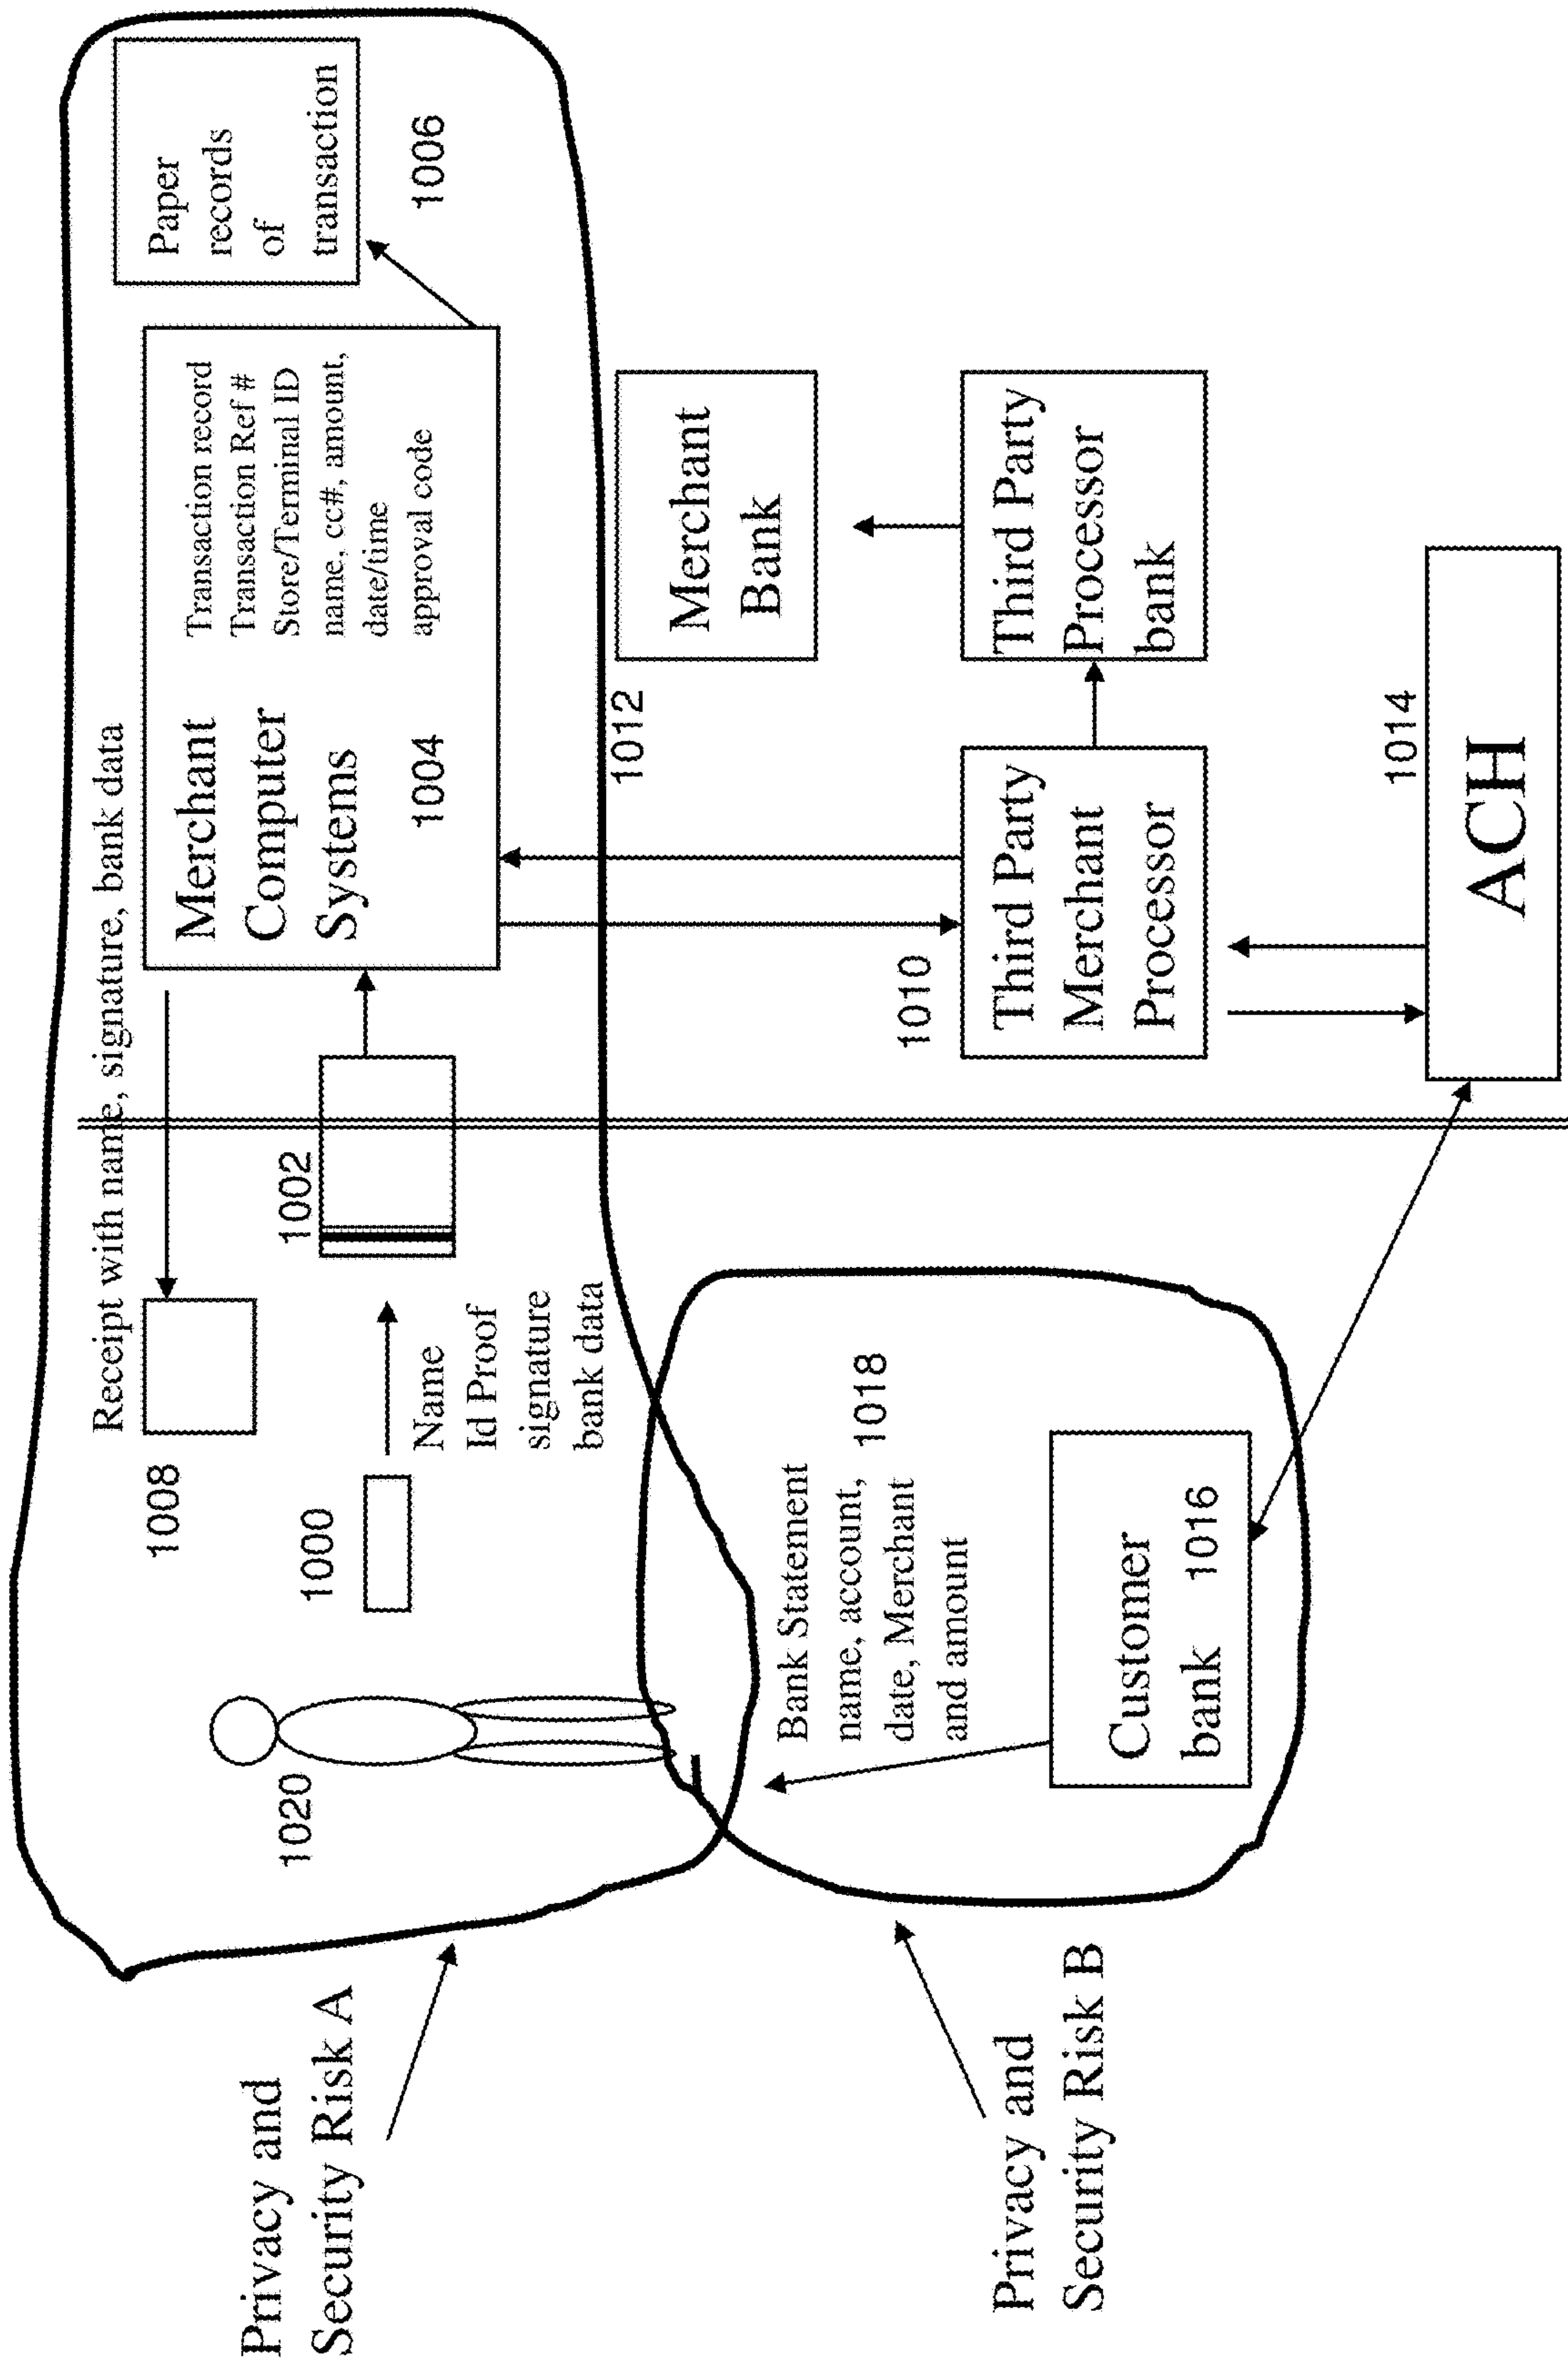 Privacy and
Security Risk A
Privacy and
Security Risk B
1020
1008
1000
Receipt with name, signature, bank data
Name
Id Proof
signature
bank data
1002
Merchant
Computer
Systems
1004
Transaction record
Transaction Ref #
Store/Terminal ID
name, cc#, amount,
date/time
approval code
Paper
records
of
transaction
1006
Bank Statement
name, account,
date, Merchant
and amount
1018
Customer
bank
1016
1012
Merchant
Bank
1010
Third Party
Merchant
Processor
Third Party
Processor
bank
1014
ACH